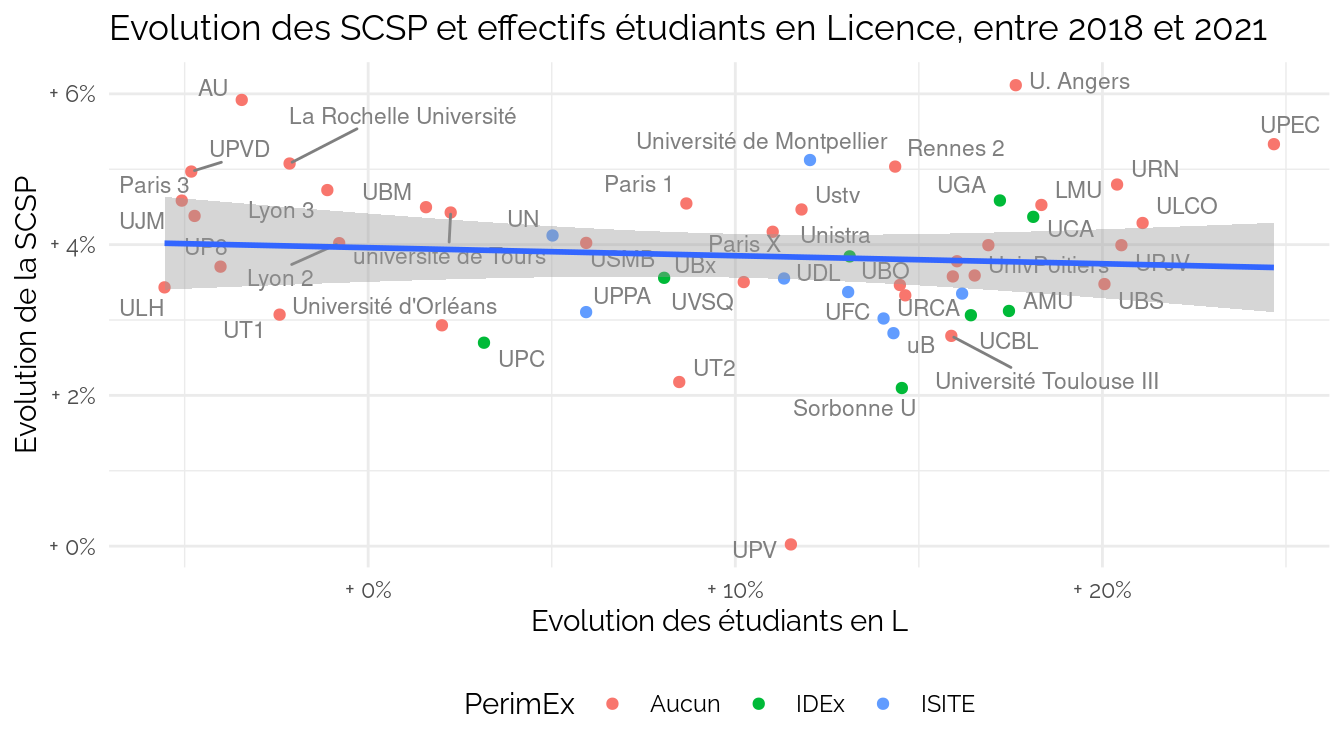 Evolution des SCSP et effectifs étudiants en Licence, entre 2018 et 2021
Evolution de la SCSP
+ 6%
+ 4%
+ 2%
+ 0%
AU
La Rochelle Université
UPVD
Paris 3
UJM
Lyon 3
UBM
UP8
Lyon 2
université de Tours
ULH
UT1
Université d'Orléans
UPC
UN
USMB
UPPA
Paris 1
UBx
UVSQ
UT2
Université de Montpellier
Ustv
Paris X
Unistra
UDL
UBO
UFC
URCA
uB
Sorbonne U
UPV
Rennes 2
U. Angers
UGA
LMU
UCA
UnivPoitiers
AMU
UCBL
Université Toulouse III
URN
ULCO
UPJV
UBS
UPEC
+ 0%
+ 10%
+ 20%
Evolution des étudiants en L
PerimEx
Aucun
IDEx
ISITE